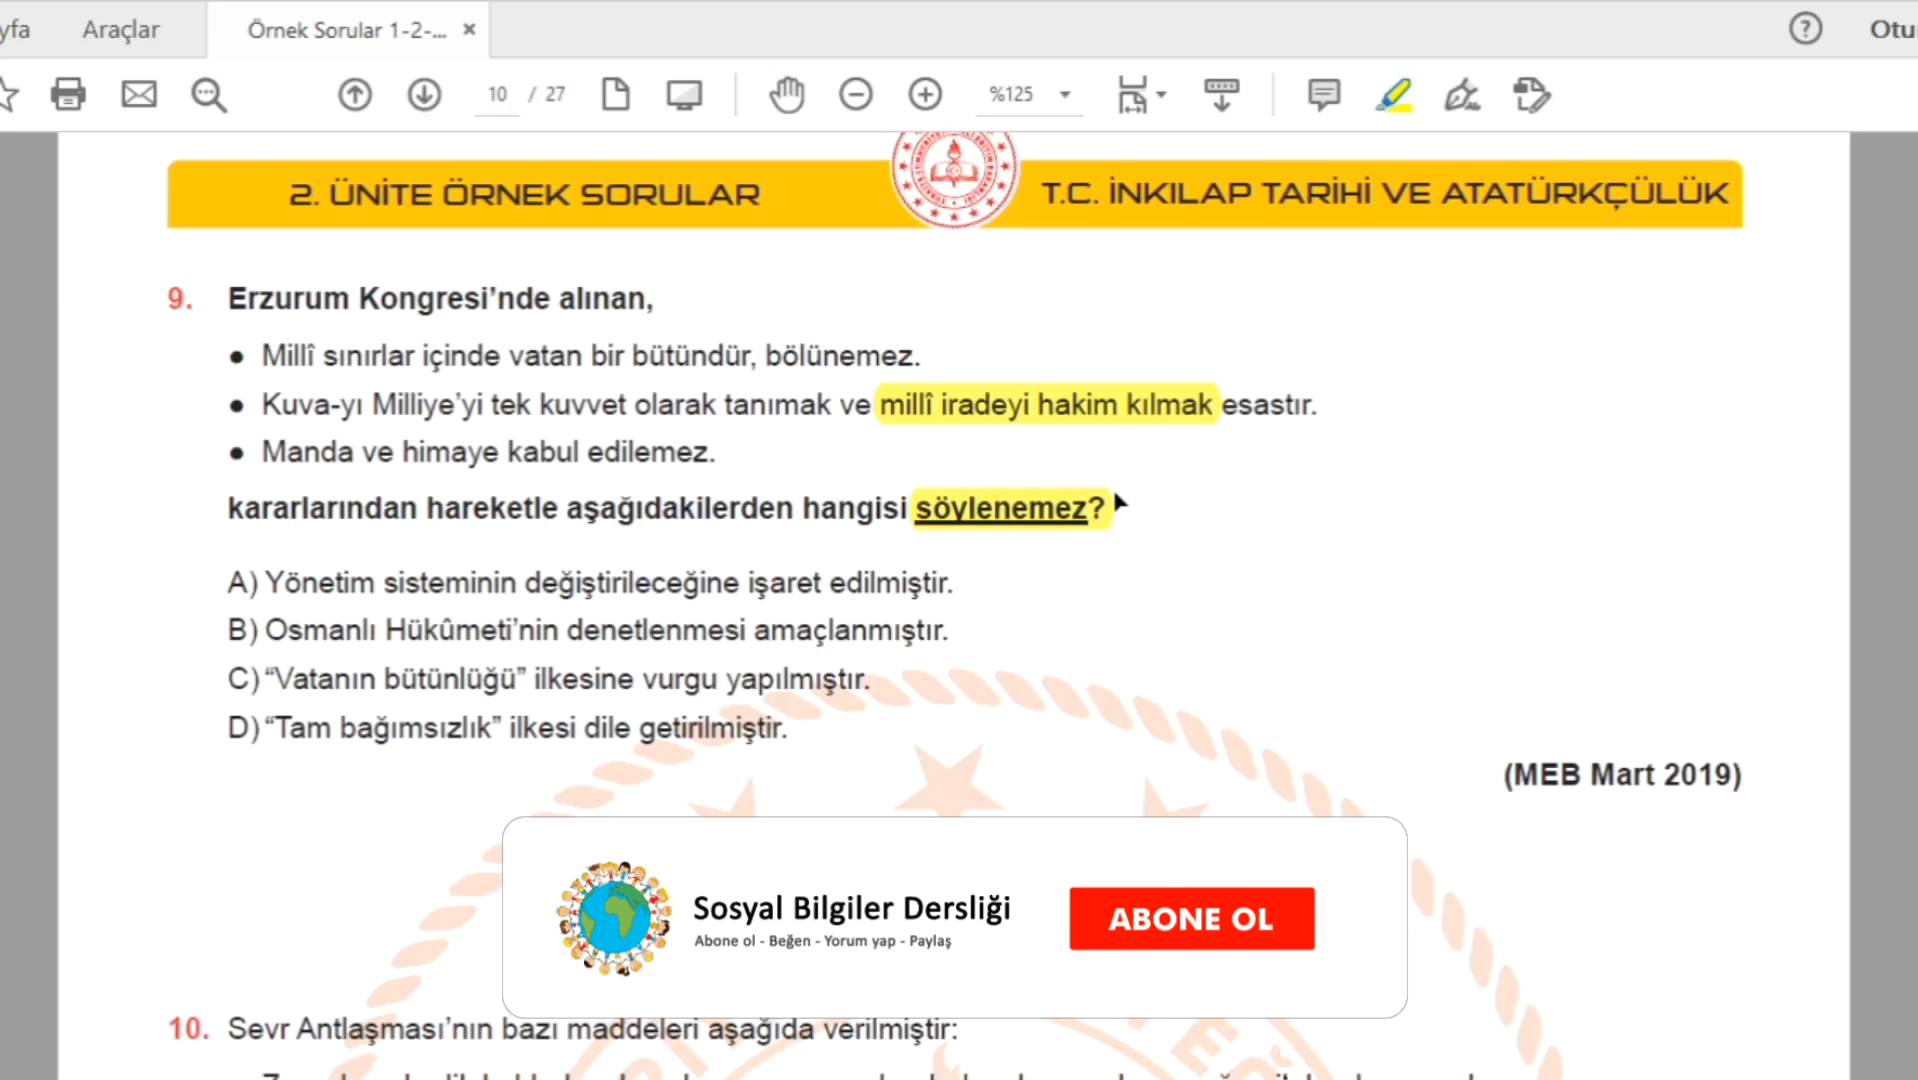 yfa Araçlar Örnek Sorular 1-2-... × ? Otu
10 / 27 %125
2. ÜNİTE ÖRNEK SORULAR T.C. İNKILAP TARİHİ VE ATATÜRKÇÜLÜK
9. Erzurum Kongresi’nde alınan,
● Millî sınırlar içinde vatan bir bütündür, bölünemez.
● Kuva-yı Milliye’yi tek kuvvet olarak tanımak ve millî iradeyi hakim kılmak esastır.
● Manda ve himaye kabul edilemez.
kararlarından hareketle aşağıdakilerden hangisi söylenemez?
A) Yönetim sisteminin değiştirileceğine işaret edilmiştir.
B) Osmanlı Hükûmeti’nin denetlenmesi amaçlanmıştır.
C) “Vatanın bütünlüğü” ilkesine vurgu yapılmıştır.
D) “Tam bağımsızlık” ilkesi dile getirilmiştir.
(MEB Mart 2019)
Sosyal Bilgiler Dersliği
Abone ol - Beğen - Yorum yap - Paylaş
ABONE OL
10. Sevr Antlaşması’nın bazı maddeleri aşağıda verilmiştir: